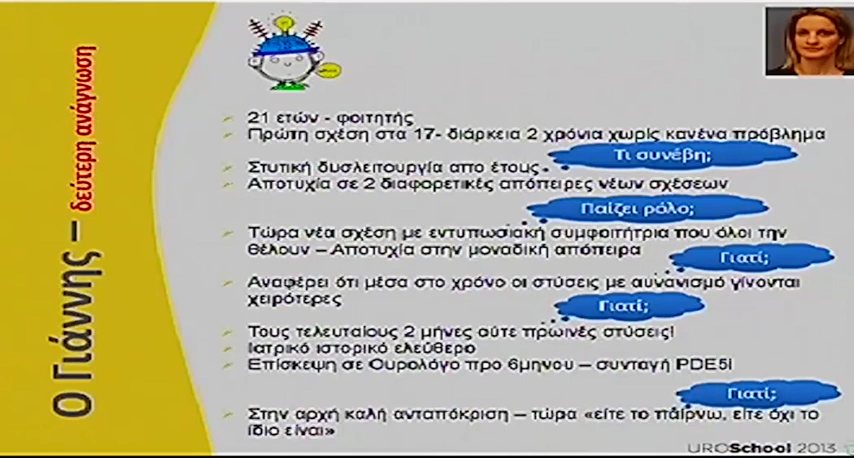 Ο Γιάννης – δεύτερη ανάγνωση
21 ετών - φοιτητής
Πρώτη σχέση στα 17- διάρκεια 2 χρόνια χωρίς κανένα πρόβλημα
Τι συνέβη;
Στυτική δυσλειτουργία απο έτους
Αποτυχία σε 2 διαφορετικές απόπειρες νέων σχέσεων
Παίζει ρόλο;
Τώρα νέα σχέση με εντυπωσιακή συμφοιτήτρια που όλοι την
θέλουν – Αποτυχία στην μοναδική απόπειρα
Γιατί;
Αναφέρει ότι μέσα στο χρόνο οι στύσεις με αυνανισμό γίνονται
χειρότερες
Γιατί;
Τους τελευταίους 2 μήνες ούτε πρωινές στύσεις!
Ιατρικό ιστορικό ελεύθερο
Επίσκεψη σε Ουρολόγο προ 6μηνου – συνταγή PDE5i
Γιατί;
Στην αρχή καλή ανταπόκριση – τώρα «είτε το παίρνω, είτε όχι το
ίδιο είναι»
UROSchool 2013